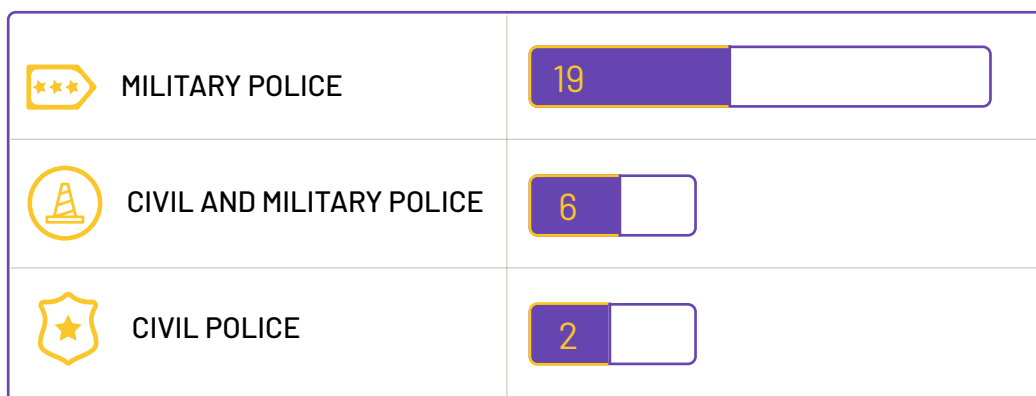 MILITARY POLICE
19
CIVIL AND MILITARY POLICE
6
CIVIL POLICE
2